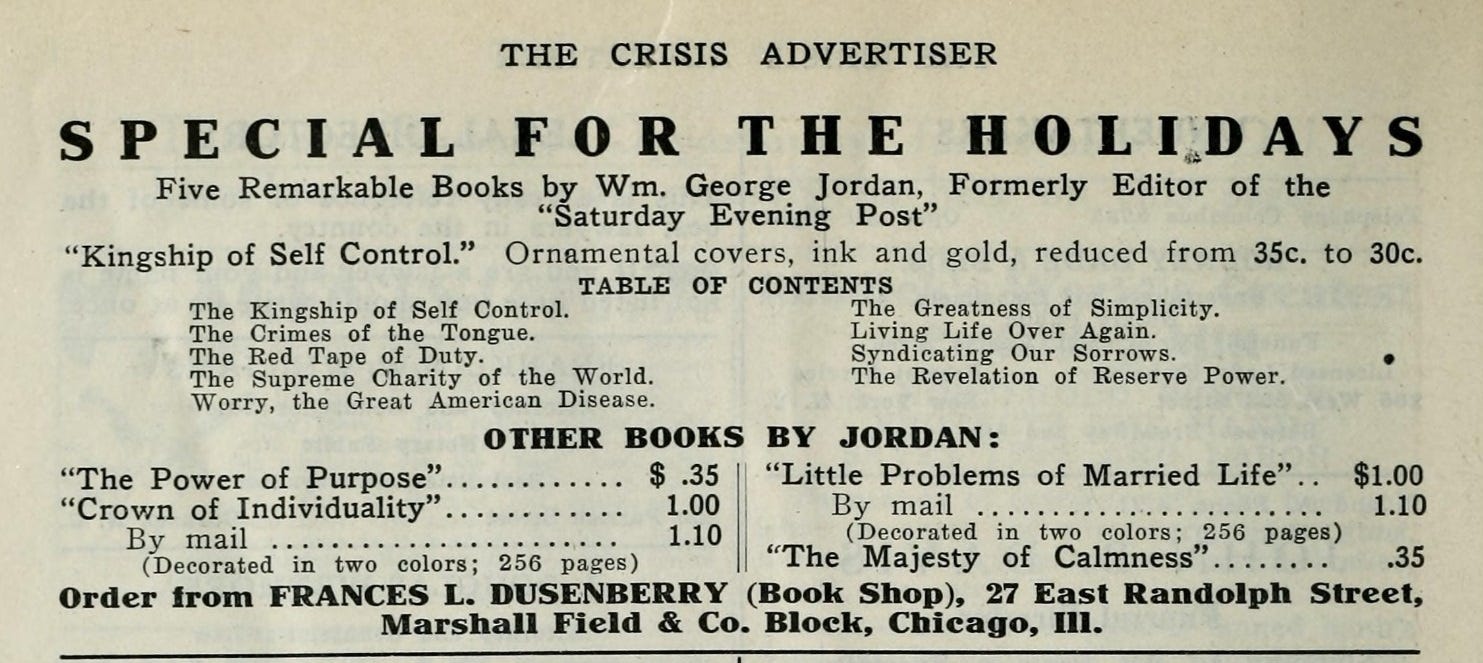 THE CRISIS ADVERTISER
SPECIAL FOR THE HOLIDAYS
Five Remarkable Books by Wm. George Jordan, Formerly Editor of the
“Saturday Evening Post”
“Kingship of Self Control.” Ornamental covers, ink and gold, reduced from 35c. to 30c.
TABLE OF CONTENTS
The Kingship of Self Control.
The Crimes of the Tongue.
The Red Tape of Duty.
The Supreme Charity of the World.
Worry, the Great American Disease.
The Greatness of Simplicity.
Living Life Over Again.
Syndicating Our Sorrows.
The Revelation of Reserve Power.
OTHER BOOKS BY JORDAN:
“The Power of Purpose”............ $ .35
“Crown of Individuality”............ 1.00
By mail ........................ 1.10
(Decorated in two colors; 256 pages)
“Little Problems of Married Life”.. $1.00
By mail ........................ 1.10
(Decorated in two colors; 256 pages)
“The Majesty of Calmness”........ .35
Order from FRANCES L. DUSENBERRY (Book Shop), 27 East Randolph Street,
Marshall Field & Co. Block, Chicago, Ill.